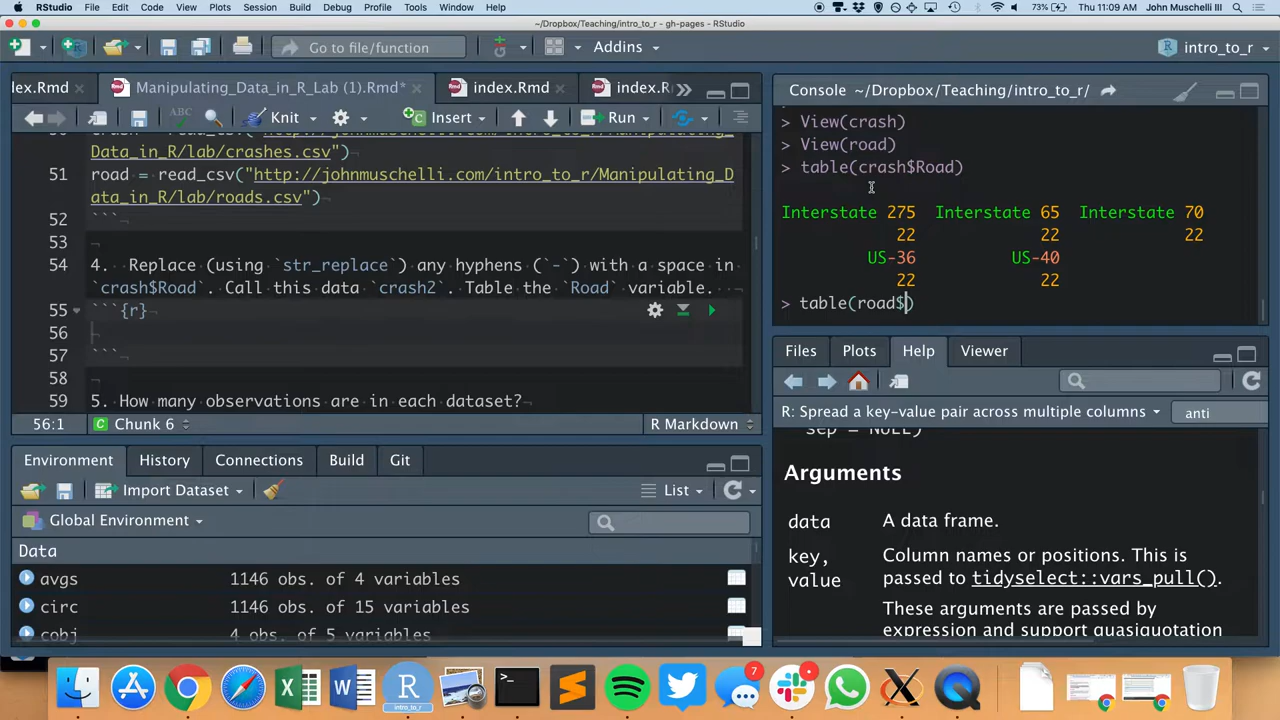 RStudio File Edit Code View Plots Session Build Debug Profile Tools Window Help 73% Thu 11:09 AM John Muschelli III
~/Dropbox/Teaching/intro_to_r - gh-pages - RStudio
Go to file/function Addins intro_to_r
dex.Rmd Manipulating_Data_in_R_Lab (1).Rmd* index.Rmd index.R
Knit Insert Run
Data_in_R/lab/crashes.csv")
51 road = read_csv("http://johnmuschelli.com/intro_to_r/Manipulating_D
ata_in_R/lab/roads.csv")
52 ```
53
54 4. Replace (using `str_replace`) any hyphens (`-`) with a space in
`crash$Road`. Call this data `crash2`. Table the `Road` variable.
55 ```{r}
56
57 ```
58
59 5. How many observations are in each dataset?
56:1 Chunk 6 R Markdown
Console ~/Dropbox/Teaching/intro_to_r/
> View(crash)
> View(road)
> table(crash$Road)
Interstate 275 Interstate 65 Interstate 70
22 22 22
US-36 US-40
22 22
> table(road$)
Environment History Connections Build Git
Import Dataset List
Global Environment
Data
avgs 1146 obs. of 4 variables
circ 1146 obs. of 15 variables
cobj 4 obs. of 5 variables
Files Plots Help Viewer
R: Spread a key-value pair across multiple columns anti
sep = NULL)
Arguments
data A data frame.
key, Column names or positions. This is
value passed to tidyselect::vars_pull().
These arguments are passed by
expression and support quasiquotation
intro_to_r
7